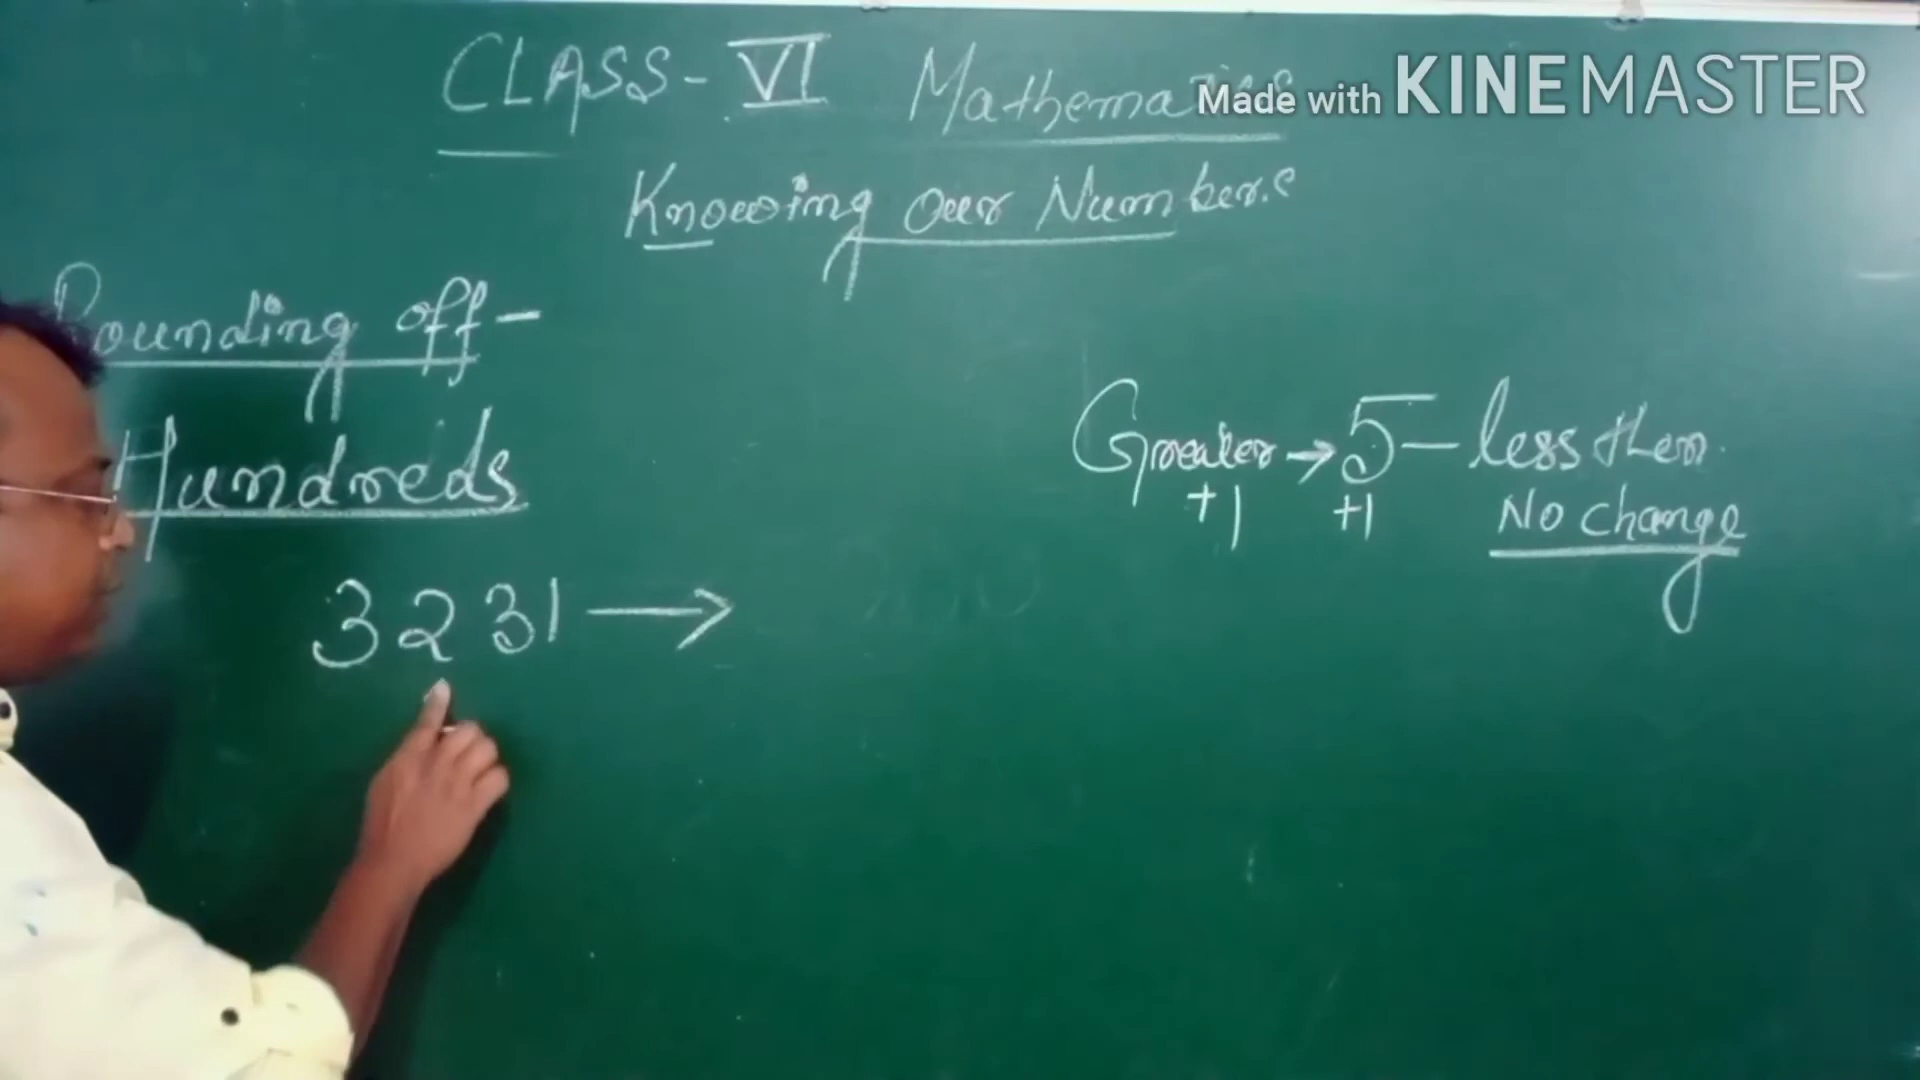 CLASS-VI Mathematics
Made with KINEMASTER
Knowing our Numbers
Rounding off-
Hundreds
Greater → 5 — less then
+1 +1 No change
3231 →